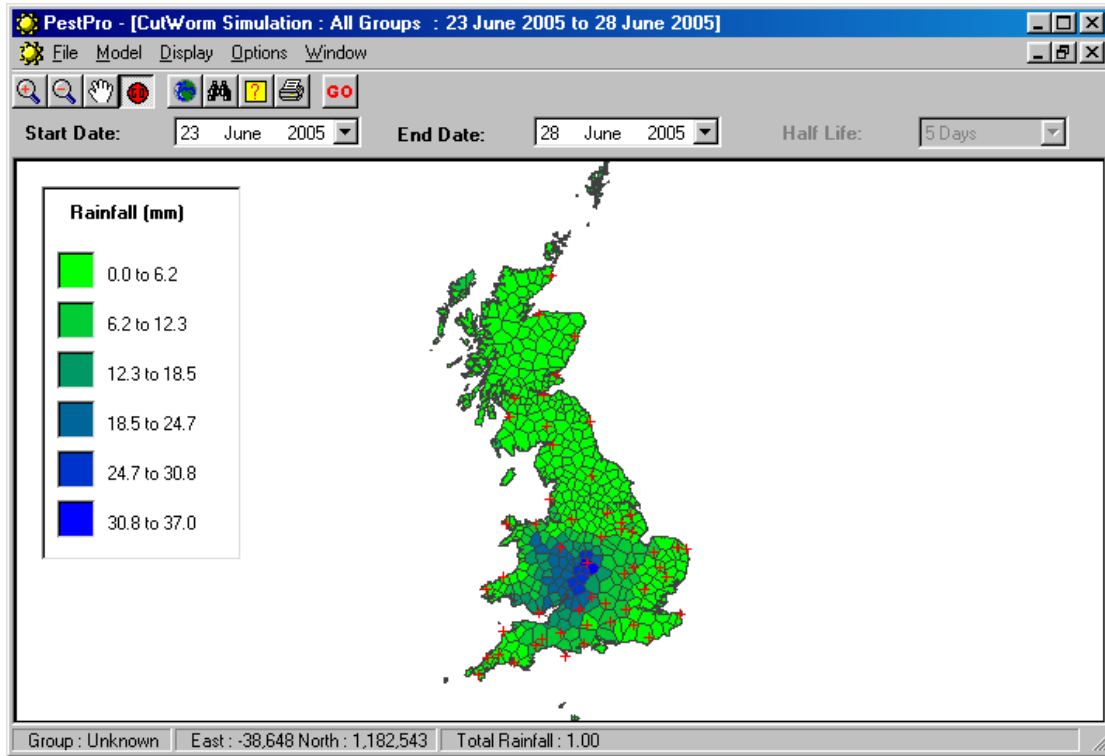 PestPro - [CutWorm Simulation : All Groups : 23 June 2005 to 28 June 2005]
File Model Display Options Window
GO
Start Date: 23 June 2005 End Date: 28 June 2005 Half Life: 5 Days
Rainfall (mm)
0.0 to 6.2
6.2 to 12.3
12.3 to 18.5
18.5 to 24.7
24.7 to 30.8
30.8 to 37.0
Group : Unknown East : -38,648 North : 1,182,543 Total Rainfall : 1.00